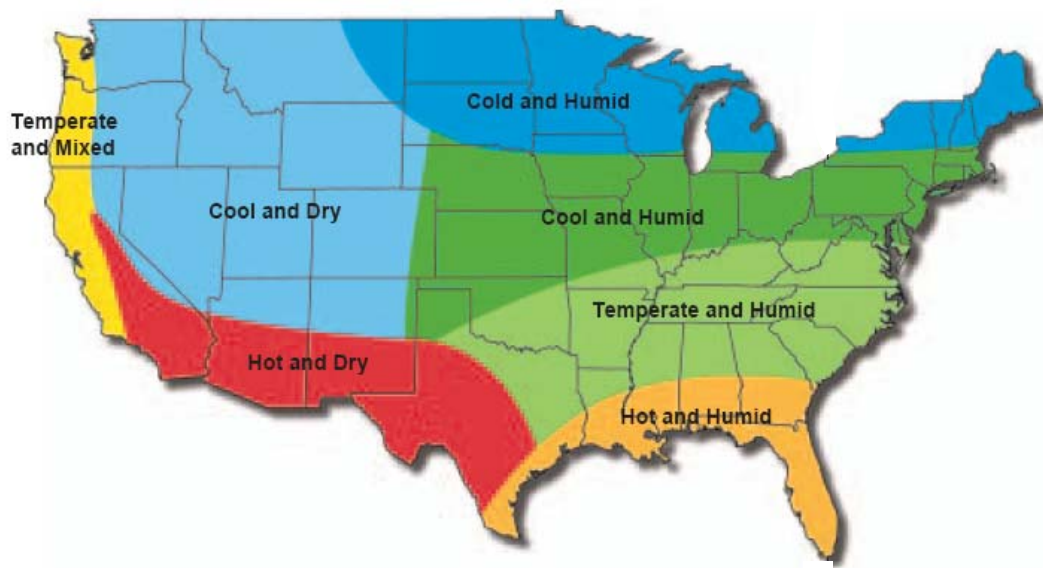 Cold and Humid
Temperate
and Mixed
Cool and Dry
Cool and Humid
Temperate and Humid
Hot and Dry
Hot and Humid